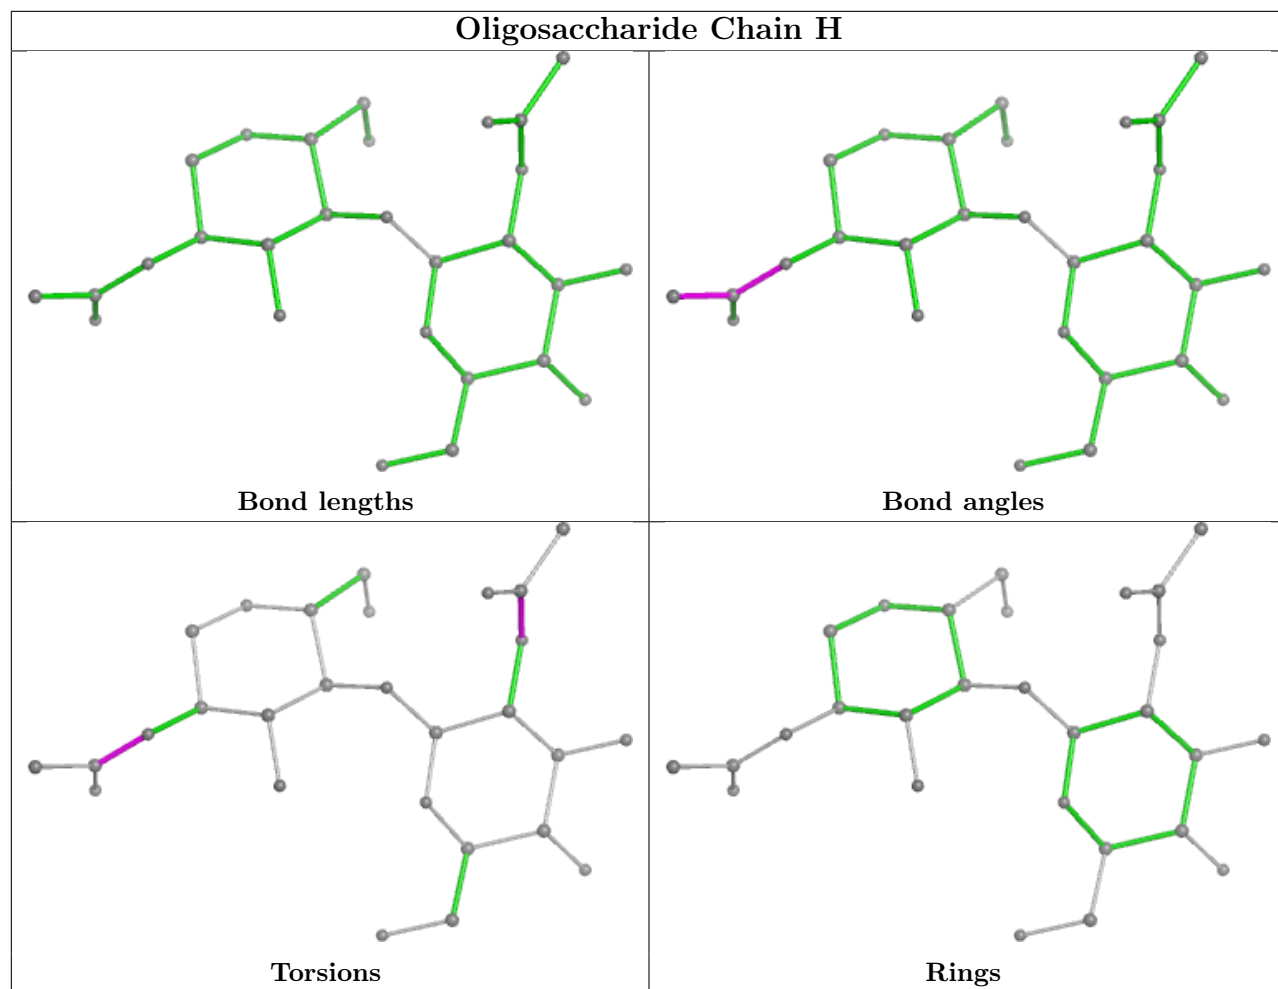 Oligosaccharide Chain H
Bond lengths
Bond angles
Torsions
Rings